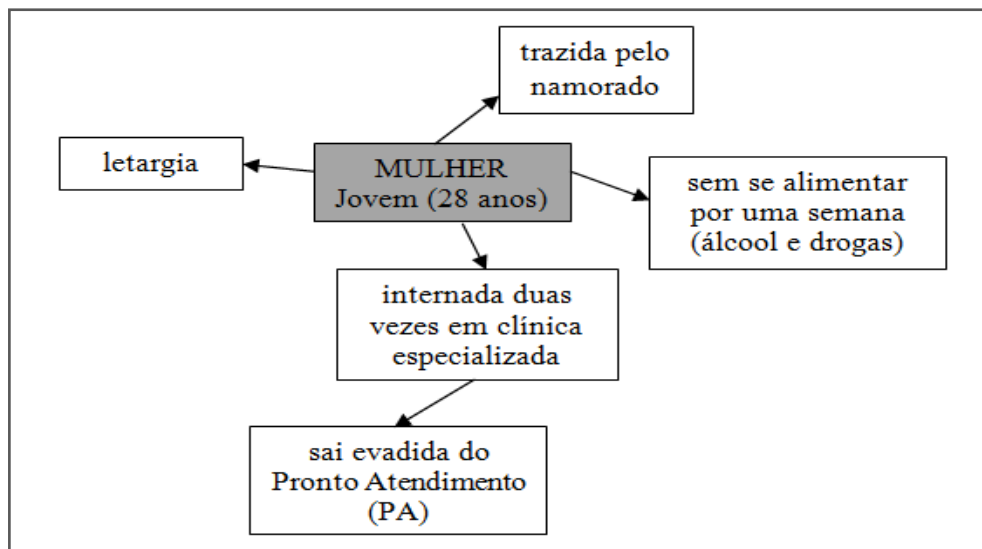 trazida pelo
namorado
letargia
MULHER
Jovem (28 anos)
sem se alimentar
por uma semana
(álcool e drogas)
internada duas
vezes em clínica
especializada
sai evadida do
Pronto Atendimento
(PA)